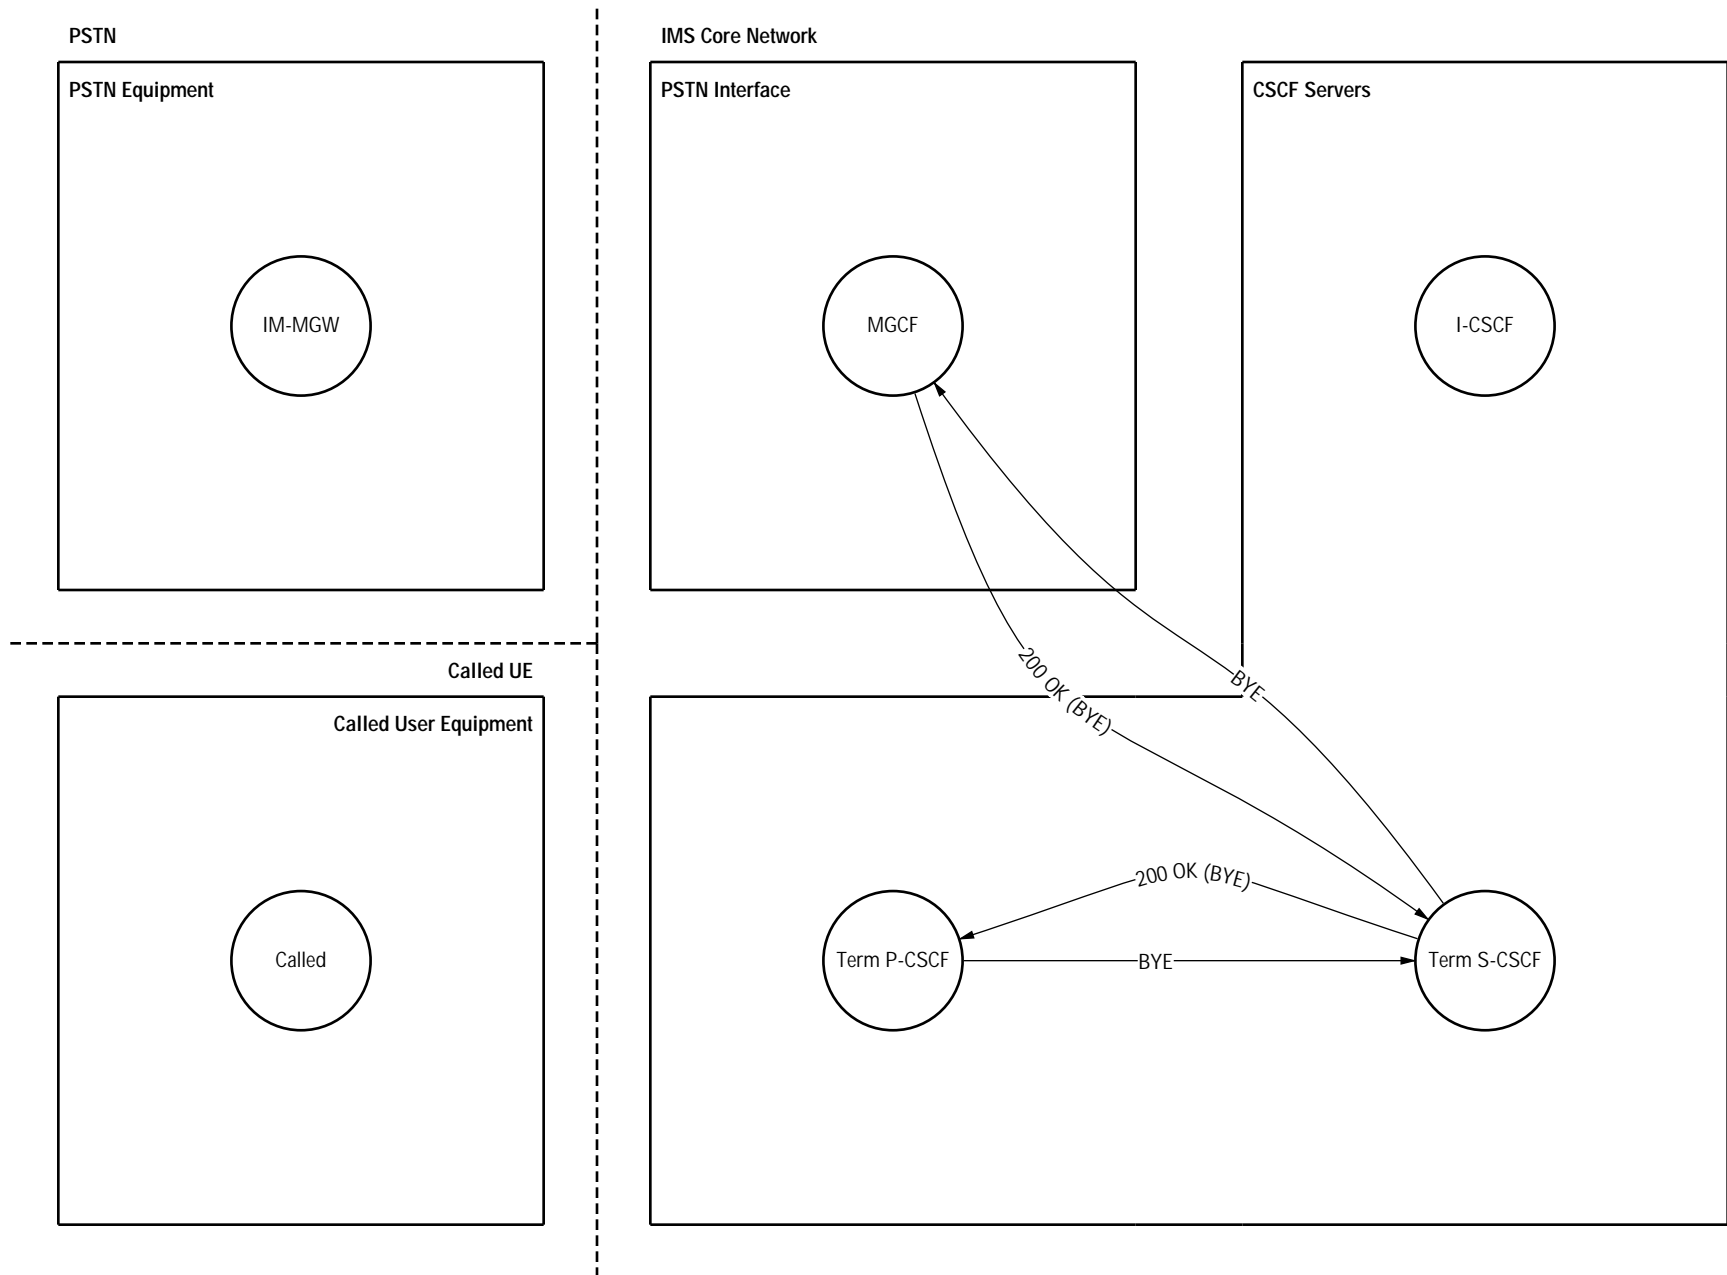 PSTN
IMS Core Network
PSTN Equipment
PSTN Interface
CSCF Servers
IM-MGW
MGCF
I-CSCF
200 OK (BYE)
BYE
Called UE
Called User Equipment
200 OK (BYE)
Called
Term P-CSCF
BYE
Term S-CSCF